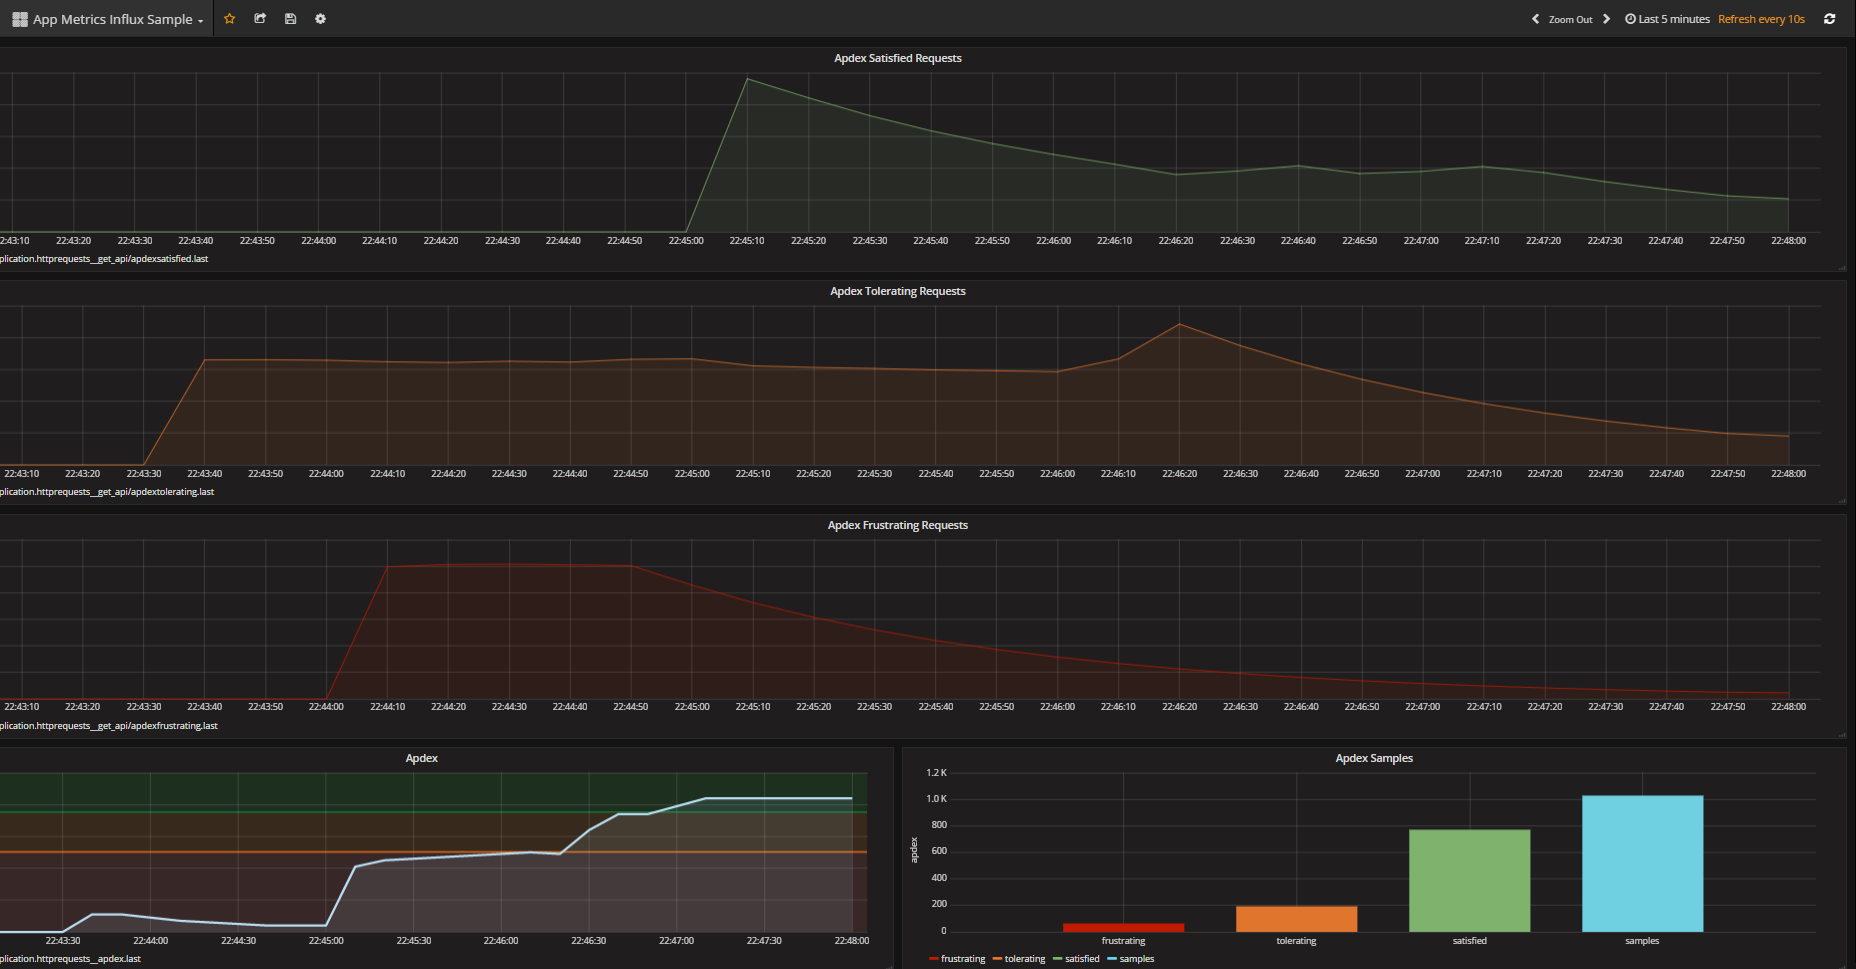 App Metrics Influx Sample
Zoom Out Last 5 minutes Refresh every 10s
Apdex Satisfied Requests
2:43:10 22:43:20 22:43:30 22:43:40 22:43:50 22:44:00 22:44:10 22:44:20 22:44:30 22:44:40 22:44:50 22:45:00 22:45:10 22:45:20 22:45:30 22:45:40 22:45:50 22:46:00 22:46:10 22:46:20 22:46:30 22:46:40 22:46:50 22:47:00 22:47:10 22:47:20 22:47:30 22:47:40 22:47:50 22:48:00
plication.httprequests__get_api/apdexsatisfied.last
Apdex Tolerating Requests
22:43:10 22:43:20 22:43:30 22:43:40 22:43:50 22:44:00 22:44:10 22:44:20 22:44:30 22:44:40 22:44:50 22:45:00 22:45:10 22:45:20 22:45:30 22:45:40 22:45:50 22:46:00 22:46:10 22:46:20 22:46:30 22:46:40 22:46:50 22:47:00 22:47:10 22:47:20 22:47:30 22:47:40 22:47:50 22:48:00
plication.httprequests__get_api/apdextolerating.last
Apdex Frustrating Requests
22:43:10 22:43:20 22:43:30 22:43:40 22:43:50 22:44:00 22:44:10 22:44:20 22:44:30 22:44:40 22:44:50 22:45:00 22:45:10 22:45:20 22:45:30 22:45:40 22:45:50 22:46:00 22:46:10 22:46:20 22:46:30 22:46:40 22:46:50 22:47:00 22:47:10 22:47:20 22:47:30 22:47:40 22:47:50 22:48:00
plication.httprequests__get_api/apdexfrustrating.last
Apdex
22:43:30 22:44:00 22:44:30 22:45:00 22:45:30 22:46:00 22:46:30 22:47:00 22:47:30 22:48:00
plication.httprequests__apdex.last
Apdex Samples
1.2 K
1.0 K
800
600
400
200
0
apdex
frustrating tolerating satisfied samples
frustrating tolerating satisfied samples